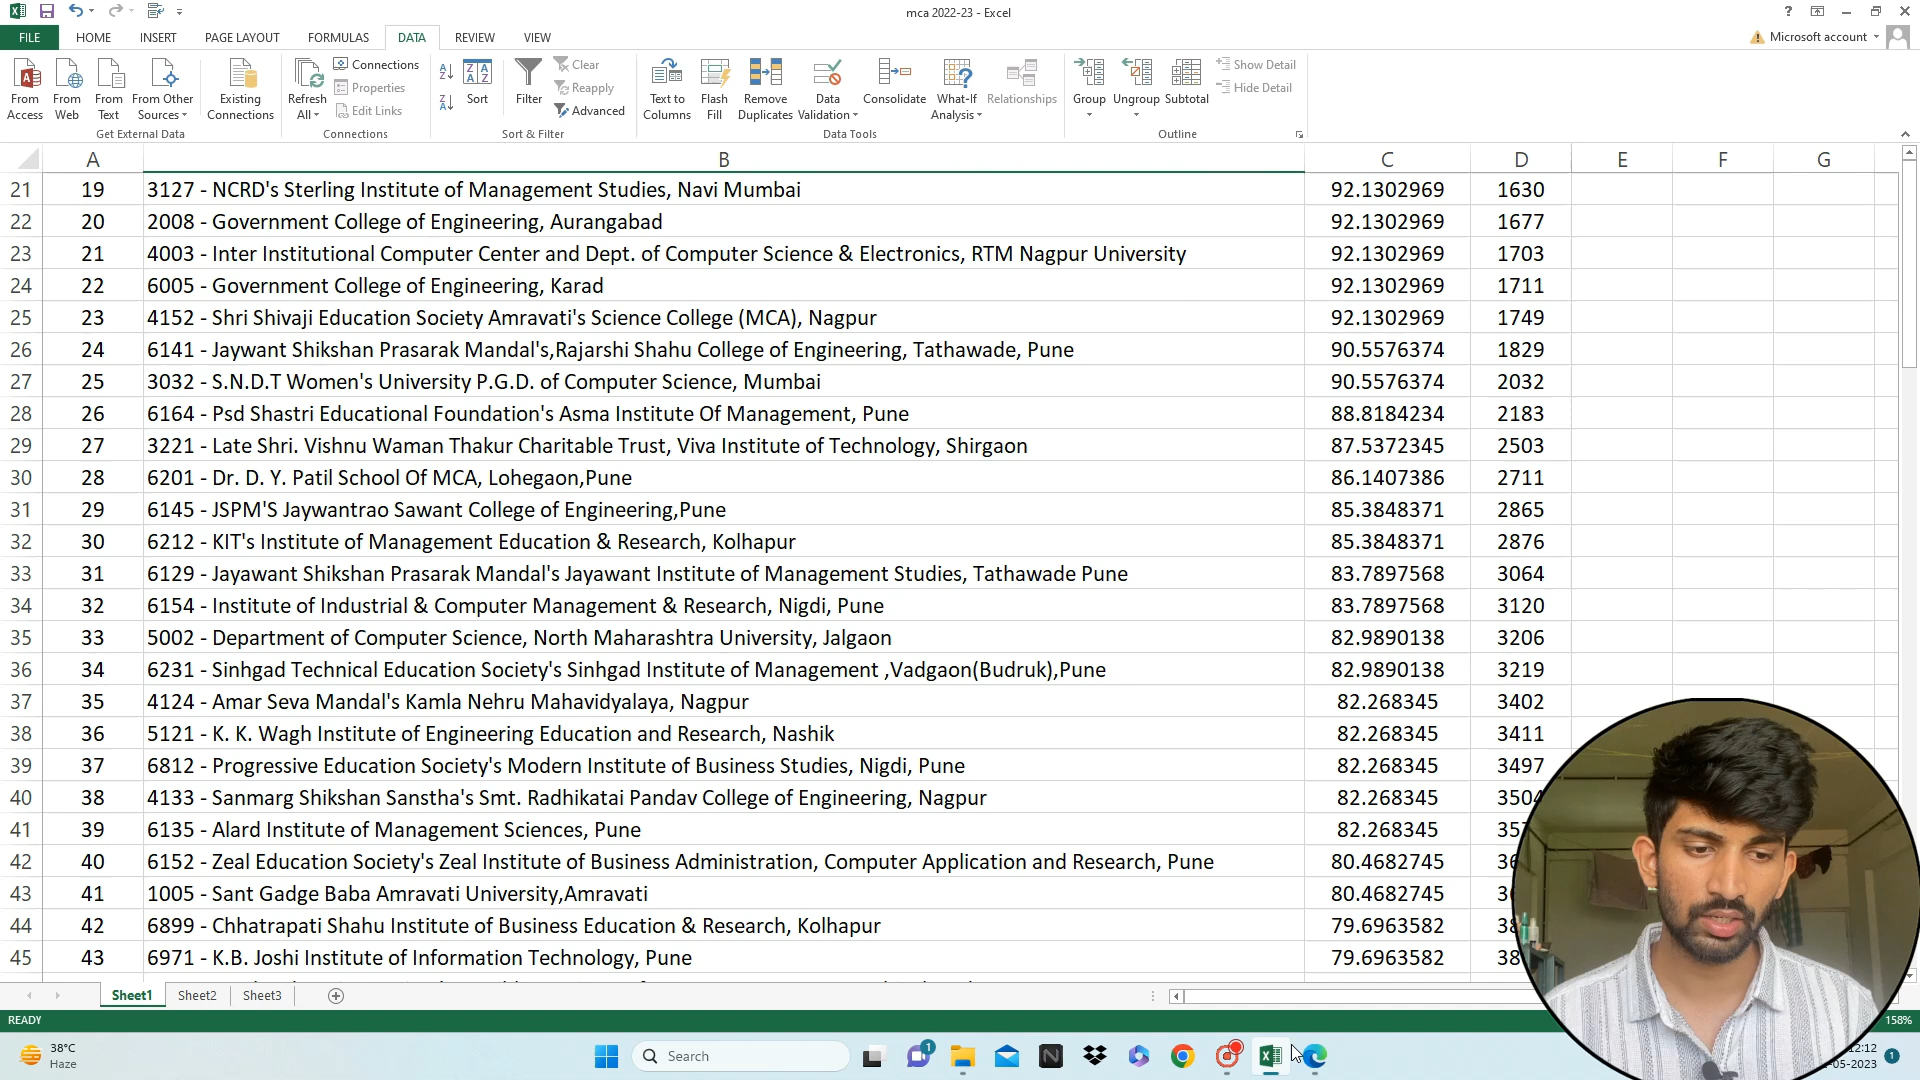 mca 2022-23 - Excel
FILE HOME INSERT PAGE LAYOUT FORMULAS DATA REVIEW VIEW Microsoft account
From Access From Web From Text From Other Sources Existing Connections Refresh All Connections Properties Edit Links Sort Filter Clear Reapply Advanced Text to Columns Flash Fill Remove Duplicates Data Validation Consolidate What-If Analysis Relationships Group Ungroup Subtotal Show Detail Hide Detail
Get External Data Connections Sort & Filter Data Tools Outline
A B C D E F G
21 19 3127 - NCRD's Sterling Institute of Management Studies, Navi Mumbai 92.1302969 1630
22 20 2008 - Government College of Engineering, Aurangabad 92.1302969 1677
23 21 4003 - Inter Institutional Computer Center and Dept. of Computer Science & Electronics, RTM Nagpur University 92.1302969 1703
24 22 6005 - Government College of Engineering, Karad 92.1302969 1711
25 23 4152 - Shri Shivaji Education Society Amravati's Science College (MCA), Nagpur 92.1302969 1749
26 24 6141 - Jaywant Shikshan Prasarak Mandal's,Rajarshi Shahu College of Engineering, Tathawade, Pune 90.5576374 1829
27 25 3032 - S.N.D.T Women's University P.G.D. of Computer Science, Mumbai 90.5576374 2032
28 26 6164 - Psd Shastri Educational Foundation's Asma Institute Of Management, Pune 88.8184234 2183
29 27 3221 - Late Shri. Vishnu Waman Thakur Charitable Trust, Viva Institute of Technology, Shirgaon 87.5372345 2503
30 28 6201 - Dr. D. Y. Patil School Of MCA, Lohegaon,Pune 86.1407386 2711
31 29 6145 - JSPM'S Jaywantrao Sawant College of Engineering,Pune 85.3848371 2865
32 30 6212 - KIT's Institute of Management Education & Research, Kolhapur 85.3848371 2876
33 31 6129 - Jayawant Shikshan Prasarak Mandal's Jayawant Institute of Management Studies, Tathawade Pune 83.7897568 3064
34 32 6154 - Institute of Industrial & Computer Management & Research, Nigdi, Pune 83.7897568 3120
35 33 5002 - Department of Computer Science, North Maharashtra University, Jalgaon 82.9890138 3206
36 34 6231 - Sinhgad Technical Education Society's Sinhgad Institute of Management ,Vadgaon(Budruk),Pune 82.9890138 3219
37 35 4124 - Amar Seva Mandal's Kamla Nehru Mahavidyalaya, Nagpur 82.268345 3402
38 36 5121 - K. K. Wagh Institute of Engineering Education and Research, Nashik 82.268345 3411
39 37 6812 - Progressive Education Society's Modern Institute of Business Studies, Nigdi, Pune 82.268345 3497
40 38 4133 - Sanmarg Shikshan Sanstha's Smt. Radhikatai Pandav College of Engineering, Nagpur 82.268345 3504
41 39 6135 - Alard Institute of Management Sciences, Pune 82.268345
42 40 6152 - Zeal Education Society's Zeal Institute of Business Administration, Computer Application and Research, Pune 80.4682745
43 41 1005 - Sant Gadge Baba Amravati University,Amravati 80.4682745
44 42 6899 - Chhatrapati Shahu Institute of Business Education & Research, Kolhapur 79.6963582
45 43 6971 - K.B. Joshi Institute of Information Technology, Pune 79.6963582
Sheet1 Sheet2 Sheet3
READY 158%
38°C
Haze
Search
12:12
-05-2023